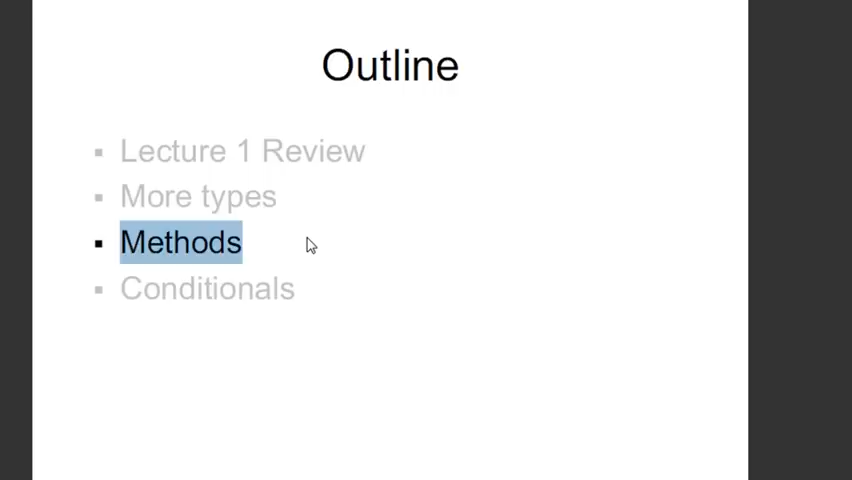 Outline
▪ Lecture 1 Review
▪ More types
▪ Methods
▪ Conditionals